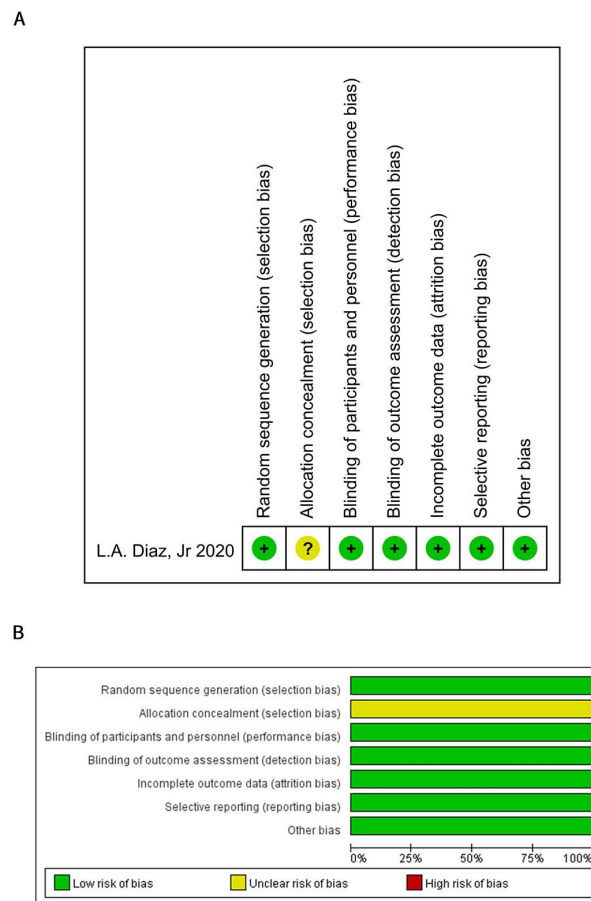 A
Random sequence generation (selection bias)
Allocation concealment (selection bias)
Blinding of participants and personnel (performance bias)
Blinding of outcome assessment (detection bias)
Incomplete outcome data (attrition bias)
Selective reporting (reporting bias)
Other bias
L.A. Diaz, Jr 2020 + ? + + + + +
B
Random sequence generation (selection bias)
Allocation concealment (selection bias)
Blinding of participants and personnel (performance bias)
Blinding of outcome assessment (detection bias)
Incomplete outcome data (attrition bias)
Selective reporting (reporting bias)
Other bias
0% 25% 50% 75% 100%
Low risk of bias Unclear risk of bias High risk of bias